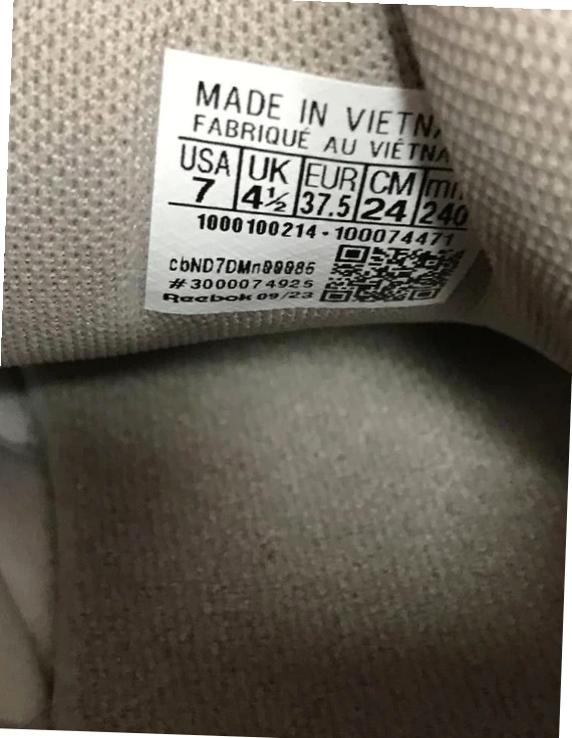 MADE IN VIETNA
FABRIQUÉ AU VIÊTNA
USA UK EUR CM mm
7 4½ 37.5 24 240
1000100214 - 100074471
cbND7DMn00085
#3000074925
Reebok 09/23